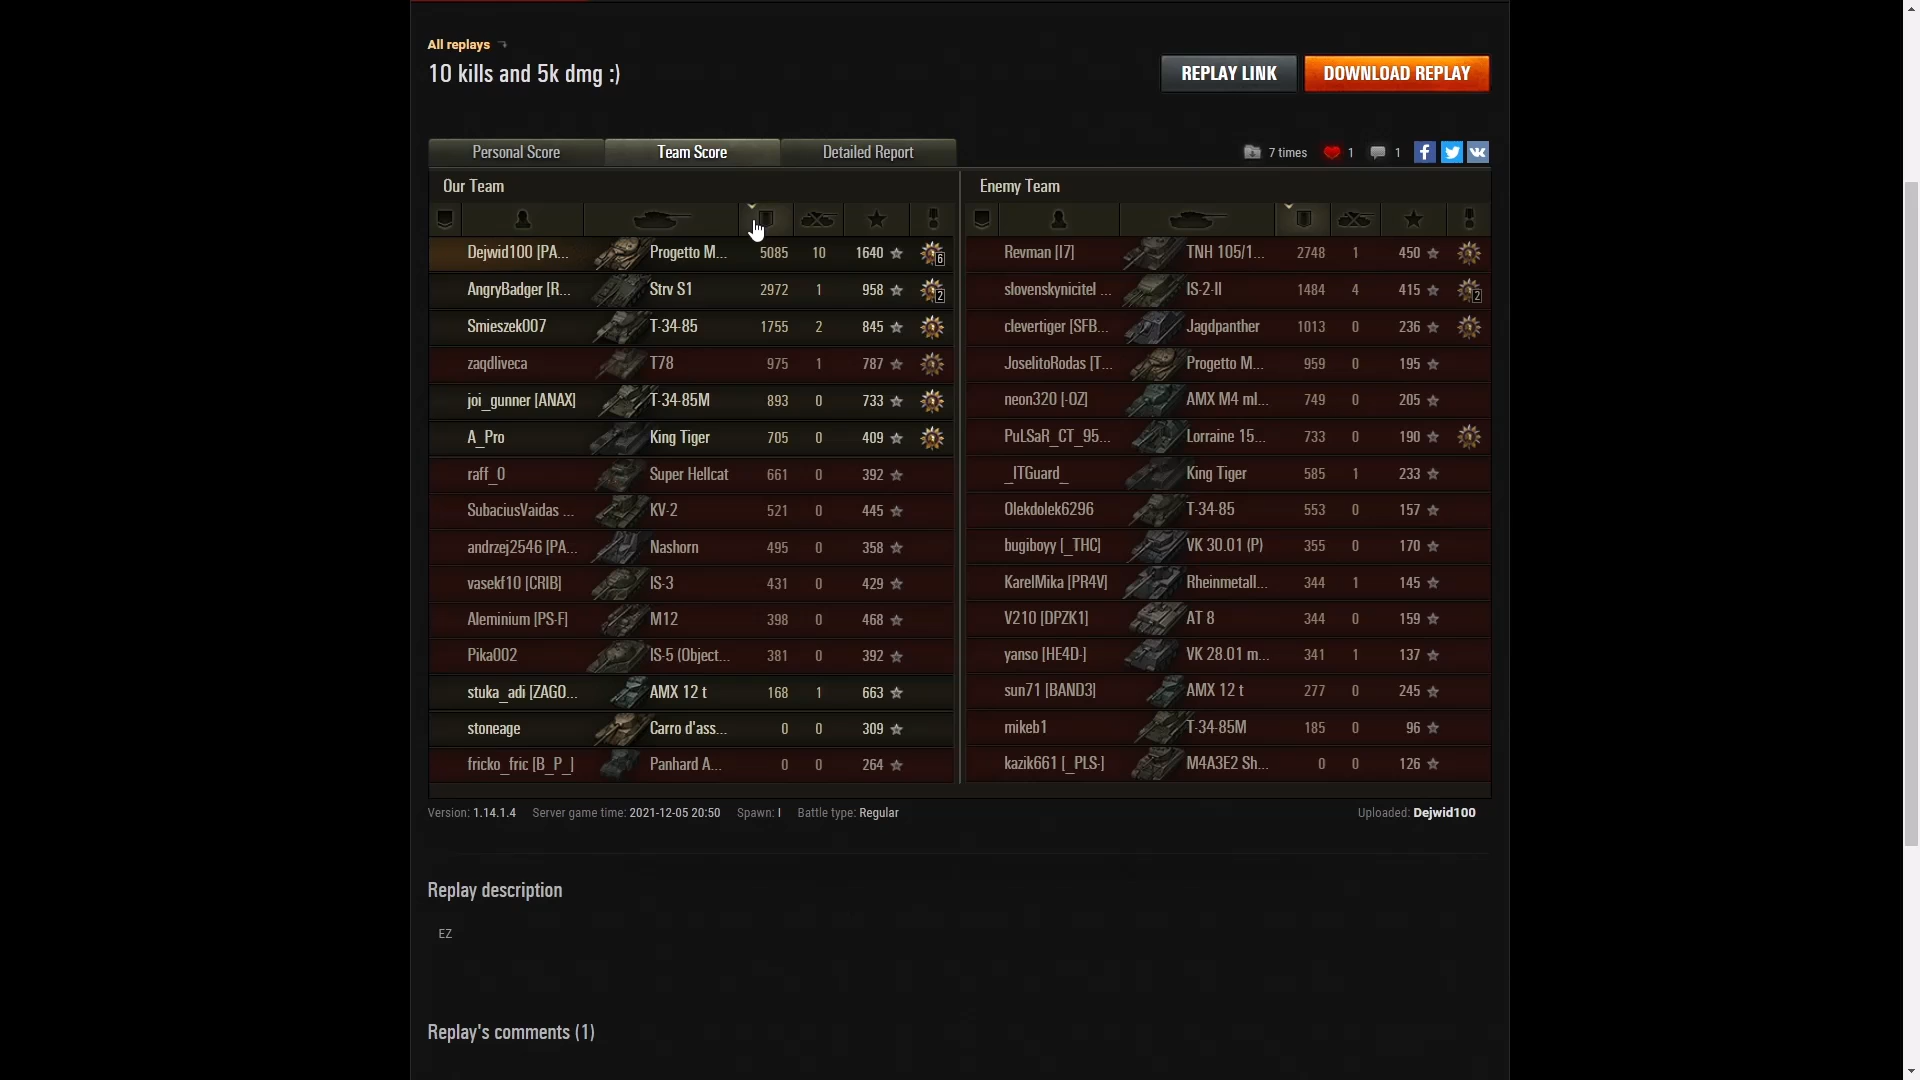 All replays
10 kills and 5k dmg :)
REPLAY LINK
DOWNLOAD REPLAY
Personal Score Team Score Detailed Report
7 times 1 1
Our Team
Dejwid100 [PA... Progetto M... 5085 10 1640 6
AngryBadger [R... Strv S1 2972 1 958 2
Smieszek007 T-34-85 1755 2 845
zaqdliveca T78 975 1 787
joi_gunner [ANAX] T-34-85M 893 0 733
A_Pro King Tiger 705 0 409
raff_0 Super Hellcat 661 0 392
SubaciusVaidas ... KV-2 521 0 445
andrzej2546 [PA... Nashorn 495 0 358
vasekf10 [CRIB] IS-3 431 0 429
Aleminium [PS-F] M12 398 0 468
Pika002 IS-5 (Object... 381 0 392
stuka_adi [ZAGO... AMX 12 t 168 1 663
stoneage Carro d'ass... 0 0 309
fricko_fric [B_P_] Panhard A... 0 0 264
Enemy Team
Revman [I7] TNH 105/1... 2748 1 450
slovenskynicitel ... IS-2-II 1484 4 415 2
clevertiger [SFB... Jagdpanther 1013 0 236
JoselitoRodas [T... Progetto M... 959 0 195
neon320 [-OZ] AMX M4 ml... 749 0 205
PuLSaR_CT_95... Lorraine 15... 733 0 190
_ITGuard_ King Tiger 585 1 233
Olekdolek6296 T-34-85 553 0 157
bugiboyy [_THC] VK 30.01 (P) 355 0 170
KarelMika [PR4V] Rheinmetall... 344 1 145
V210 [DPZK1] AT 8 344 0 159
yanso [HE4D-] VK 28.01 m... 341 1 137
sun71 [BAND3] AMX 12 t 277 0 245
mikeb1 T-34-85M 185 0 96
kazik661 [_PLS-] M4A3E2 Sh... 0 0 126
Version: 1.14.1.4 Server game time: 2021-12-05 20:50 Spawn: I Battle type: Regular
Uploaded: Dejwid100
Replay description
EZ
Replay's comments (1)